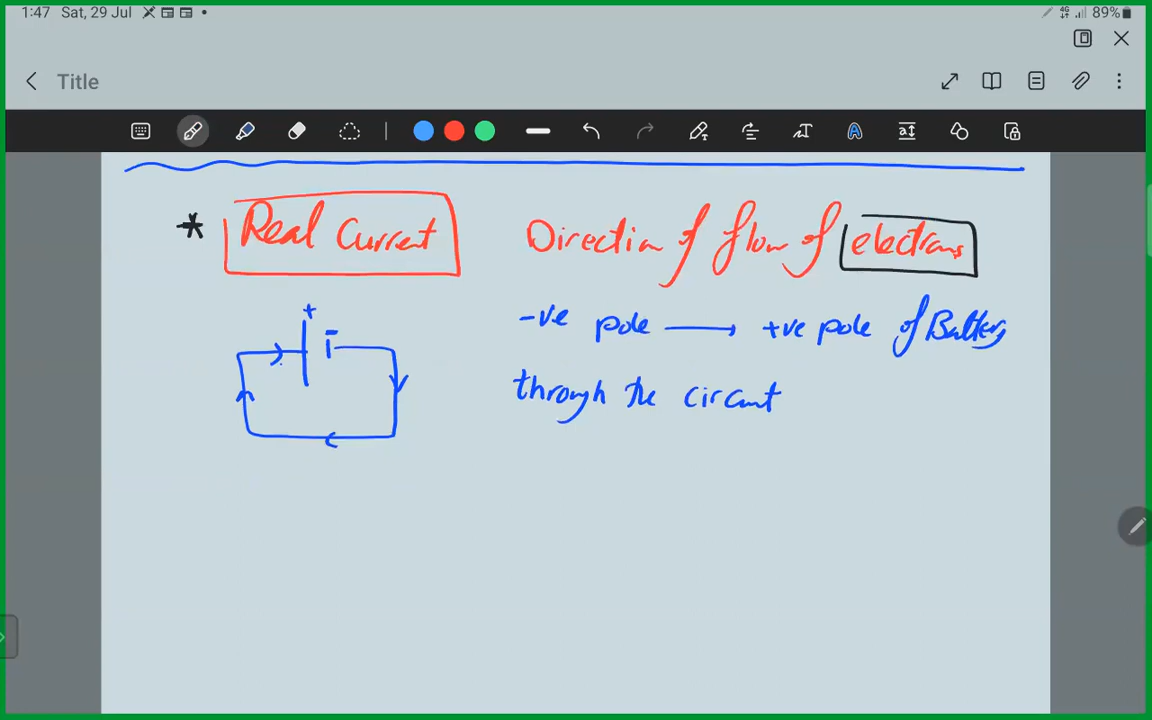 1:47 Sat, 29 Jul
4G 89%
Title
* Real Current Direction of flow of electrons
+ -
-ve pole → +ve pole of Battery
through the circuit